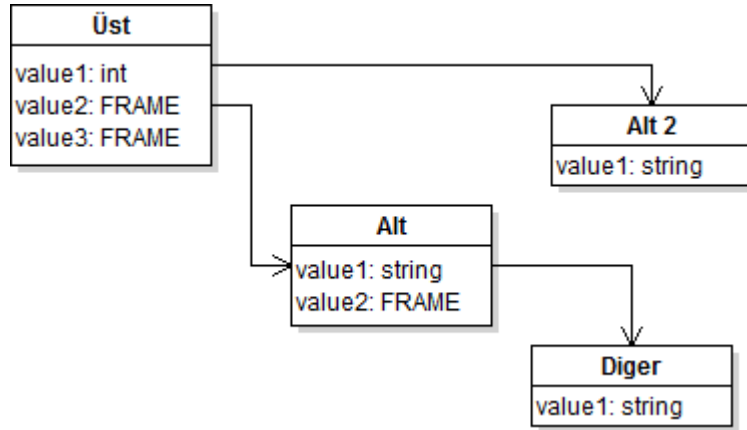 Üst
value1: int
value2: FRAME
value3: FRAME
Alt 2
value1: string
Alt
value1: string
value2: FRAME
Diger
value1: string